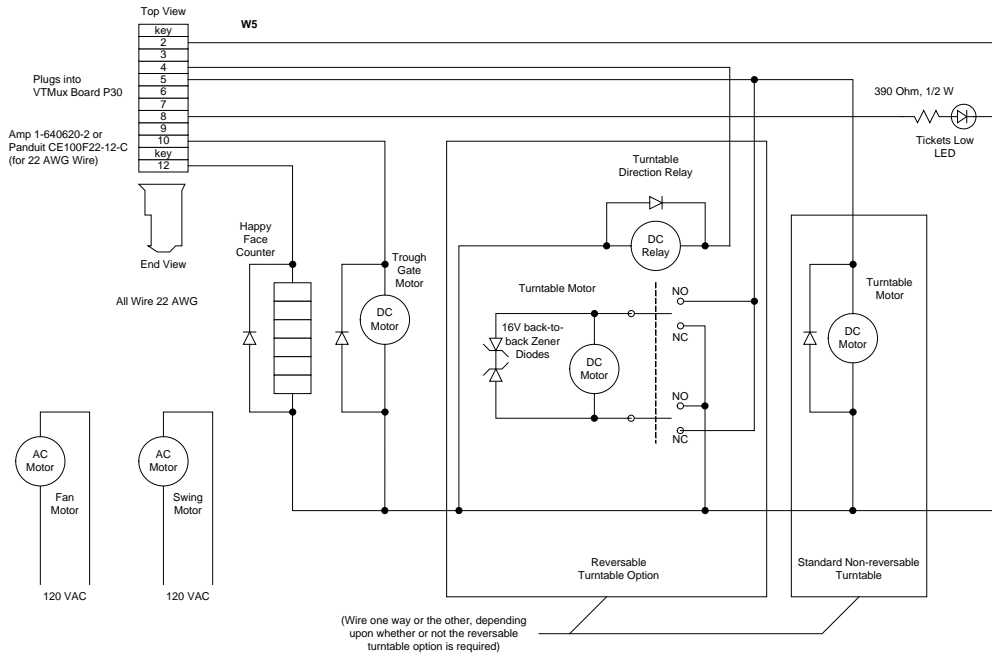 Top View
W5
key
2
3
4
5
6
7
8
9
10
key
12
Plugs into
VTMux Board P30
Amp 1-640620-2 or
Panduit CE100F22-12-C
(for 22 AWG Wire)
End View
All Wire 22 AWG
390 Ohm, 1/2 W
Tickets Low
LED
Happy
Face
Counter
Trough
Gate
Motor
DC
Motor
Turntable
Direction Relay
DC
Relay
Turntable Motor
16V back-to-
back Zener
Diodes
DC
Motor
NO
NC
NO
NC
Turntable
Motor
DC
Motor
AC
Motor
Fan
Motor
120 VAC
AC
Motor
Swing
Motor
120 VAC
Reversable
Turntable Option
Standard Non-reversable
Turntable
(Wire one way or the other, depending
upon whether or not the reversable
turntable option is required)